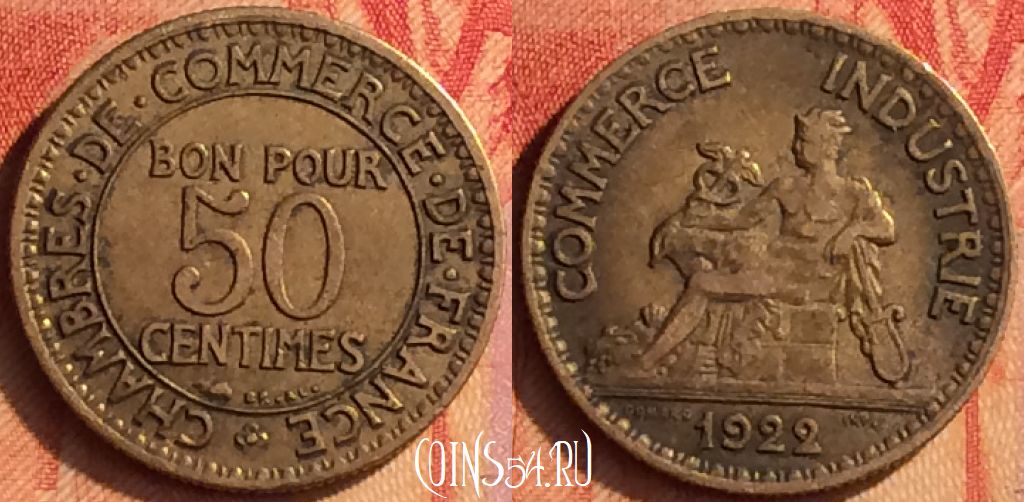 CHAMBRES · DE · COMMERCE · DE · FRANCE
BON POUR
50
CENTIMES
COMMERCE INDUSTRIE
1922
COINS54.RU